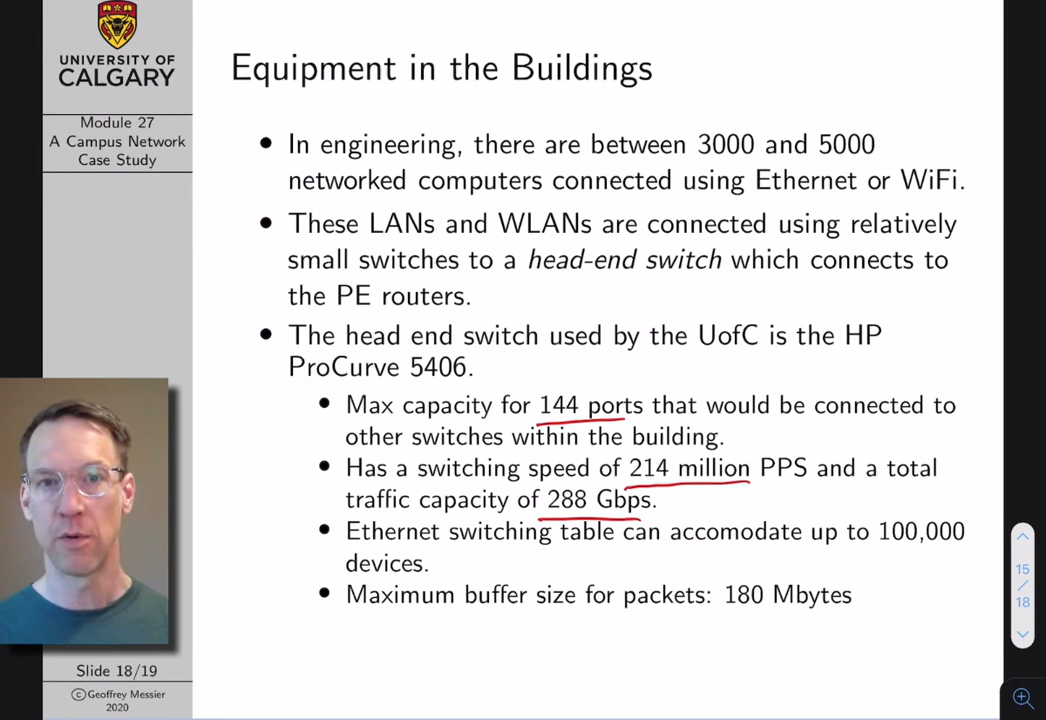 UNIVERSITY OF
CALGARY
Module 27
A Campus Network
Case Study
Equipment in the Buildings
• In engineering, there are between 3000 and 5000
networked computers connected using Ethernet or WiFi.
• These LANs and WLANs are connected using relatively
small switches to a head-end switch which connects to
the PE routers.
• The head end switch used by the UofC is the HP
ProCurve 5406.
• Max capacity for 144 ports that would be connected to
other switches within the building.
• Has a switching speed of 214 million PPS and a total
traffic capacity of 288 Gbps.
• Ethernet switching table can accomodate up to 100,000
devices.
• Maximum buffer size for packets: 180 Mbytes
Slide 18/19
©Geoffrey Messier
2020
15
/
18